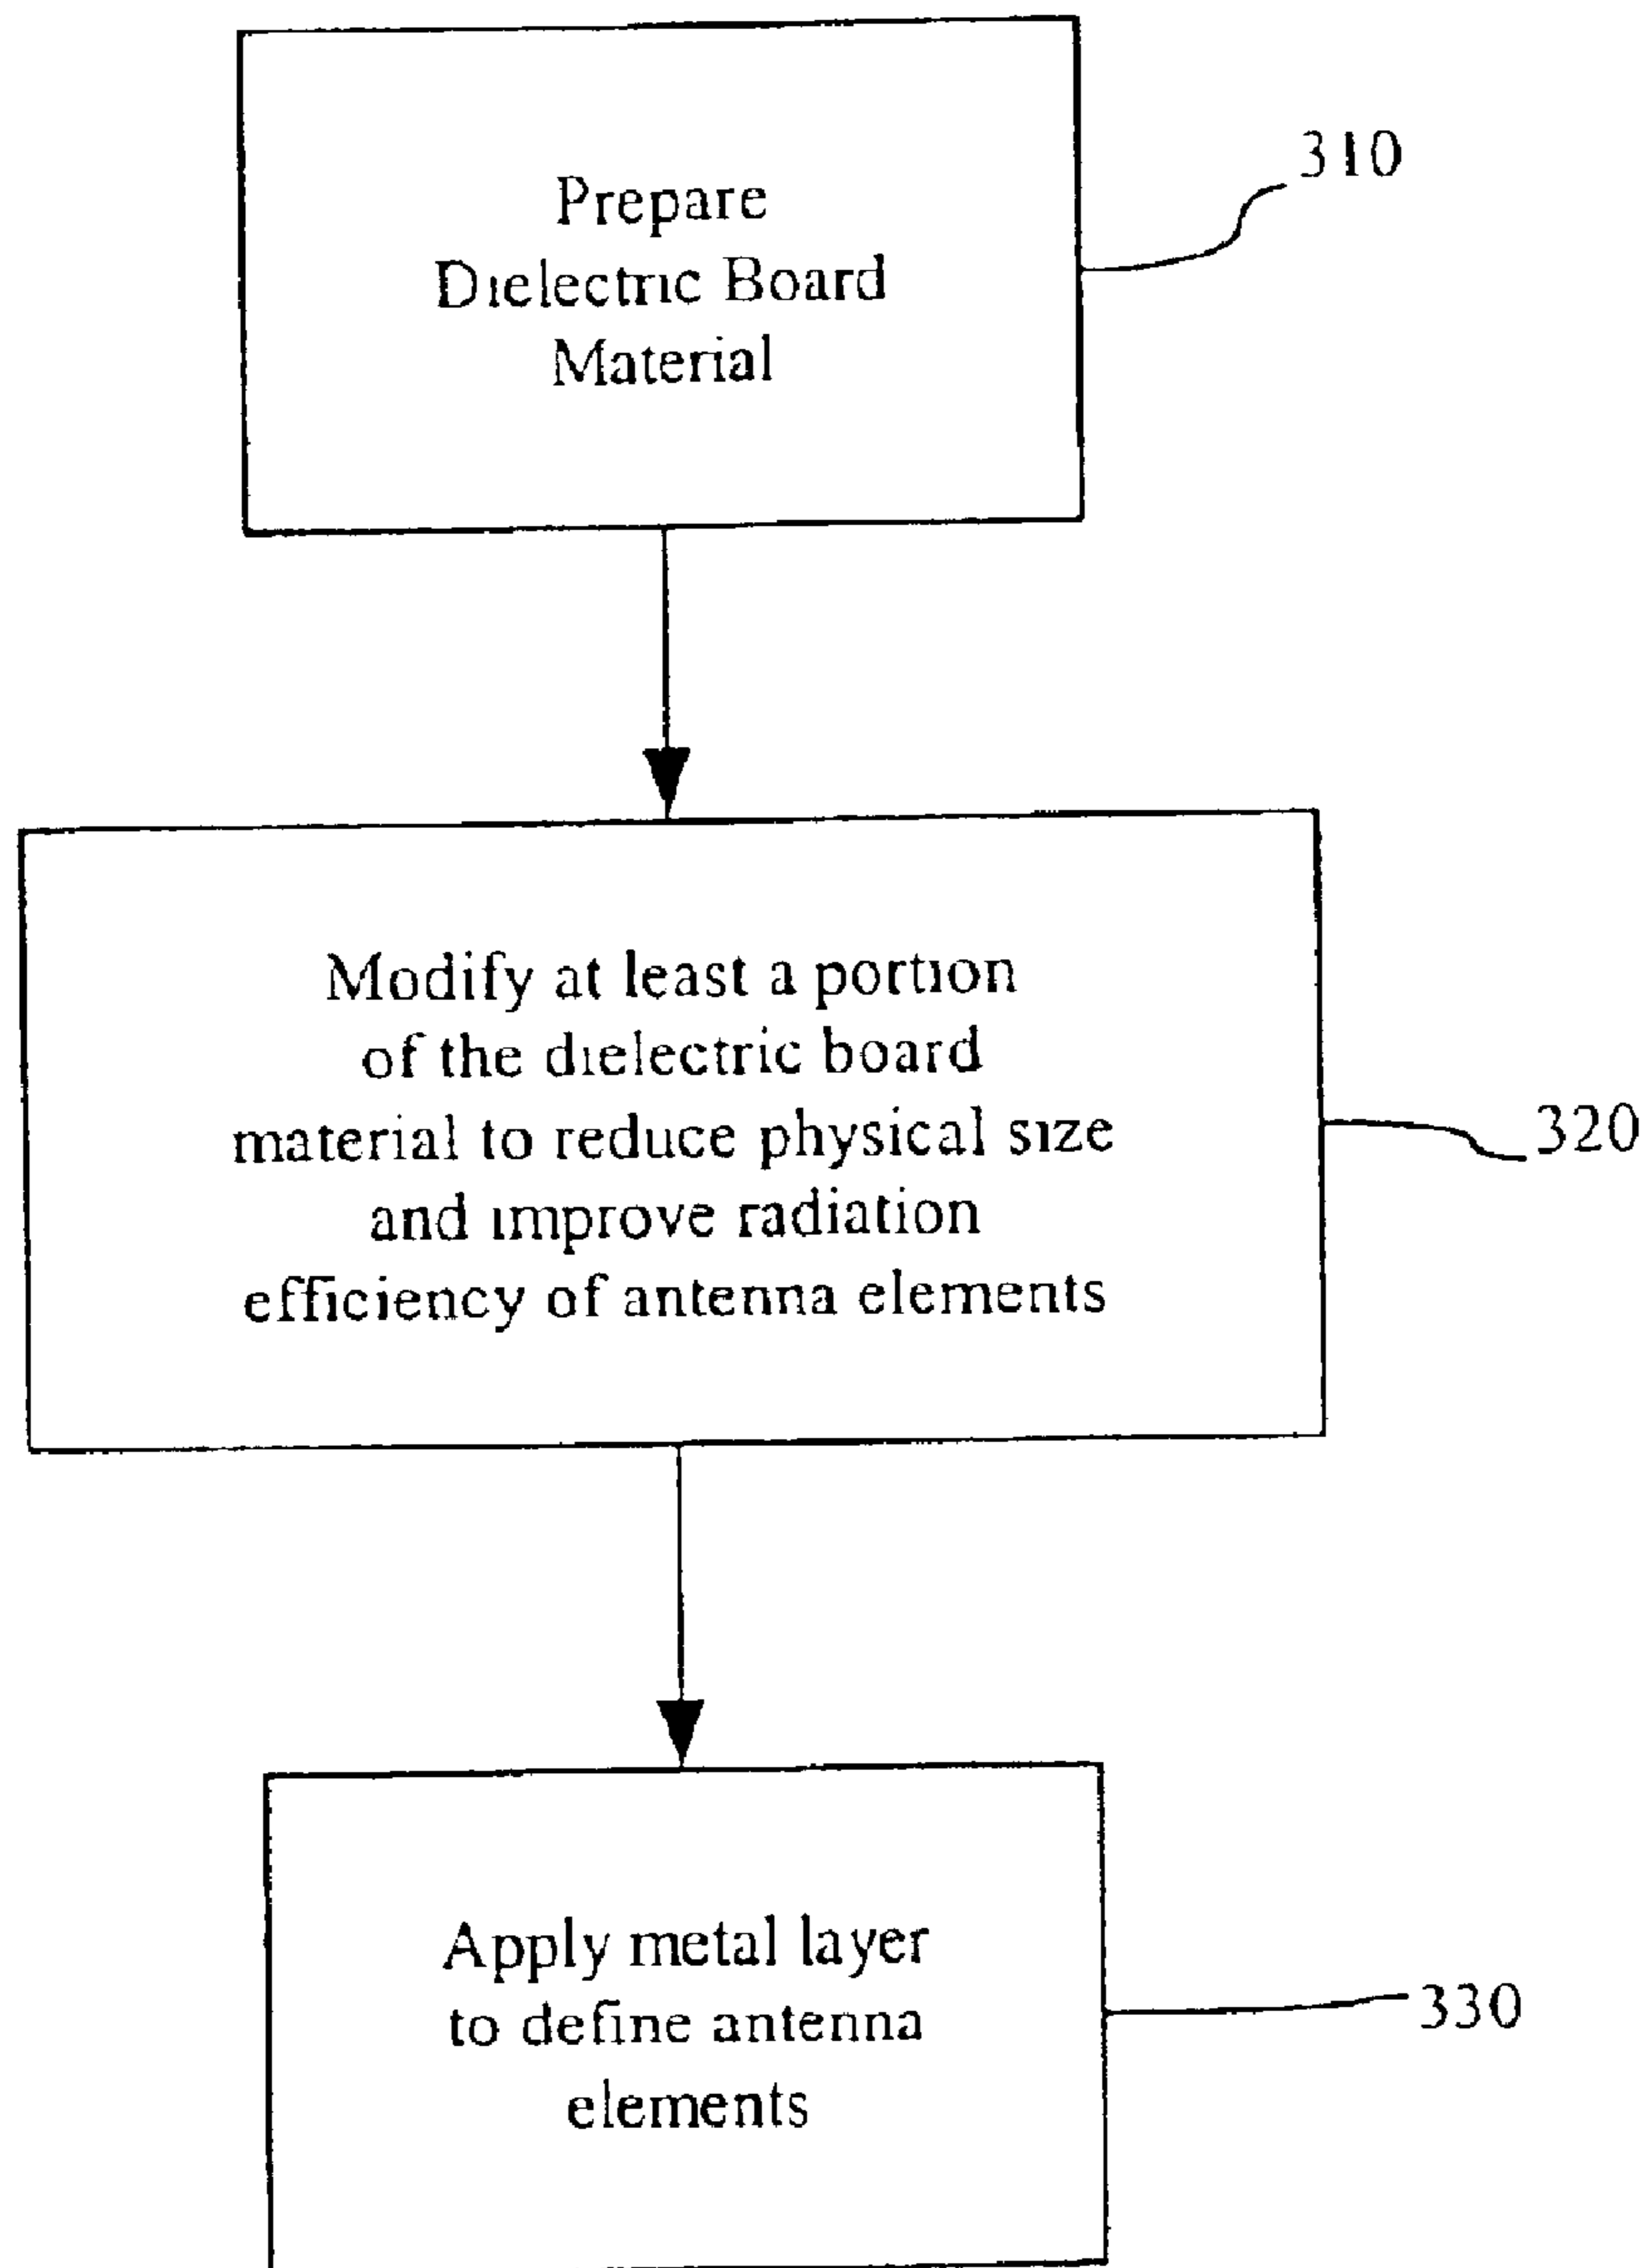 310
Prepare
Dielectric Board
Material
Modify at least a portion
of the dielectric board
material to reduce physical size
and improve radiation
efficiency of antenna elements
320
Apply metal layer
to define antenna
elements
330